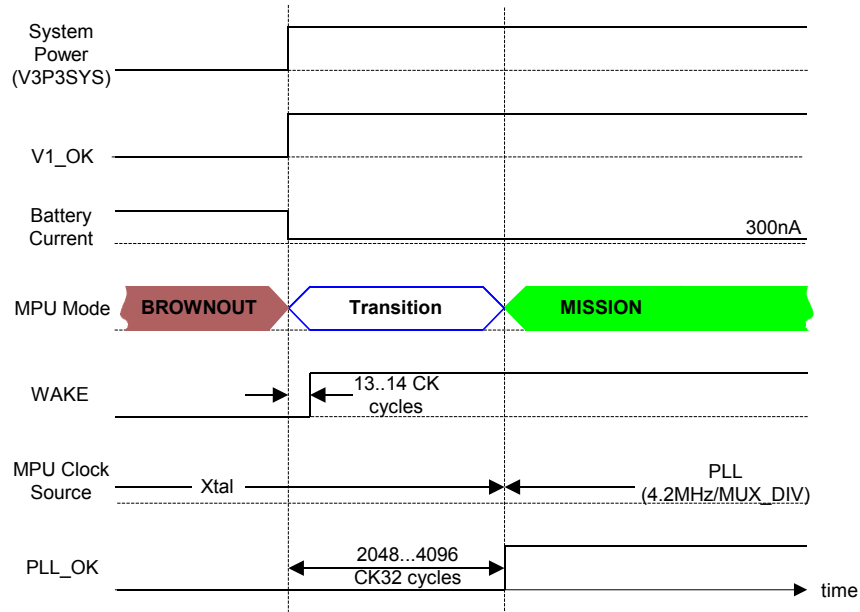 System
Power
(V3P3SYS)
V1_OK
Battery
Current
300nA
MPU Mode
BROWNOUT
Transition
MISSION
WAKE
13..14 CK
cycles
MPU Clock
Source
Xtal
PLL
(4.2MHz/MUX_DIV)
PLL_OK
2048...4096
CK32 cycles
time